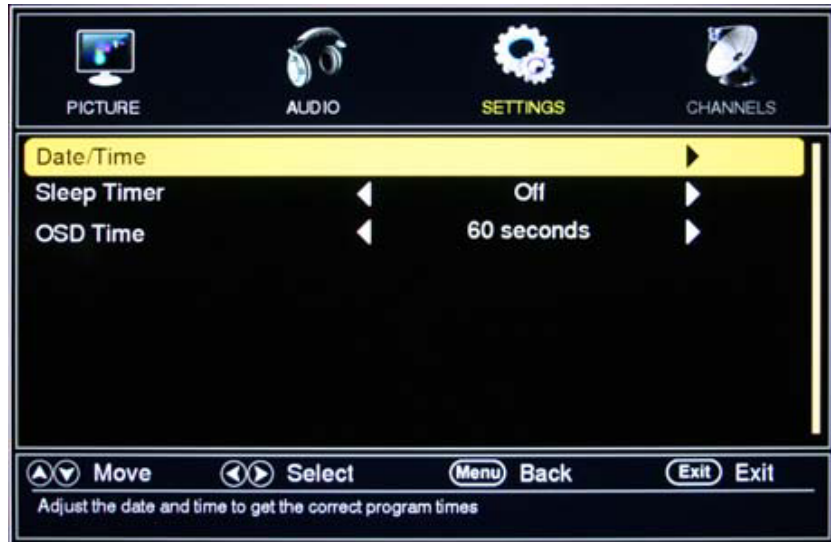 PICTURE AUDIO SETTINGS CHANNELS
Date/Time
Sleep Timer Off
OSD Time 60 seconds
Move Select Menu Back Exit Exit
Adjust the date and time to get the correct program times